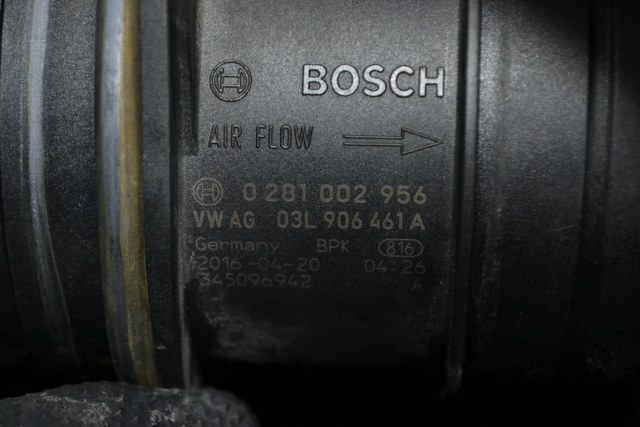 BOSCH
AIR FLOW
0 281 002 956
VW AG 03L 906 461 A
Germany BPK 816
2016-04-20 04:26
345096942 A